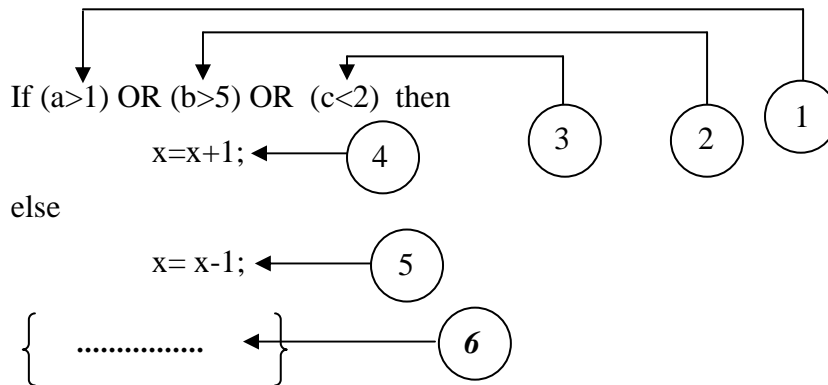 If (a>1) OR (b>5) OR (c<2) then
1
2
3
x=x+1;
4
else
x= x-1;
5
{ ................ }
6